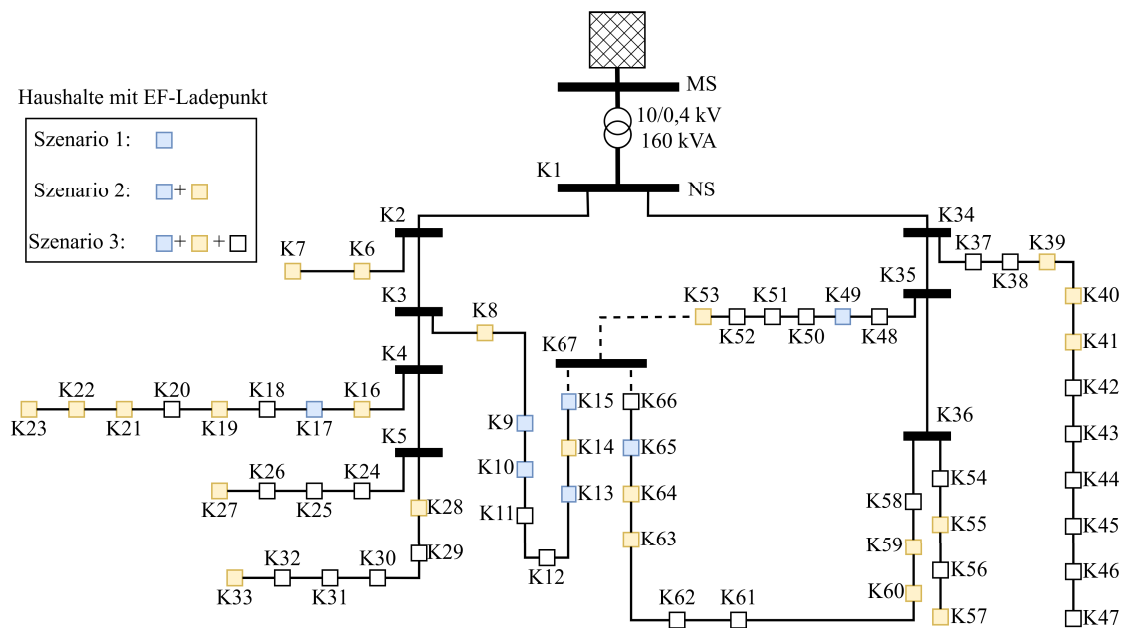 MS
10/0,4 kV
160 kVA
K1
NS
Haushalte mit EF-Ladepunkt
Szenario 1:
Szenario 2: +
Szenario 3: + +
K2
K34
K7 K6
K37 K39
K38
K3
K35
K40
K8
K53 K51 K49
K52 K50 K48
K41
K4
K67
K22 K20 K18 K16
K23 K21 K19 K17
K42
K15 K66
K9
K5
K36
K43
K14 K65
K10
K26 K24
K27 K25
K13 K64
K28
K58 K54
K44
K11
K55
K45
K63
K59
K29
K12
K32 K30
K33 K31
K56
K46
K60
K62 K61
K57
K47